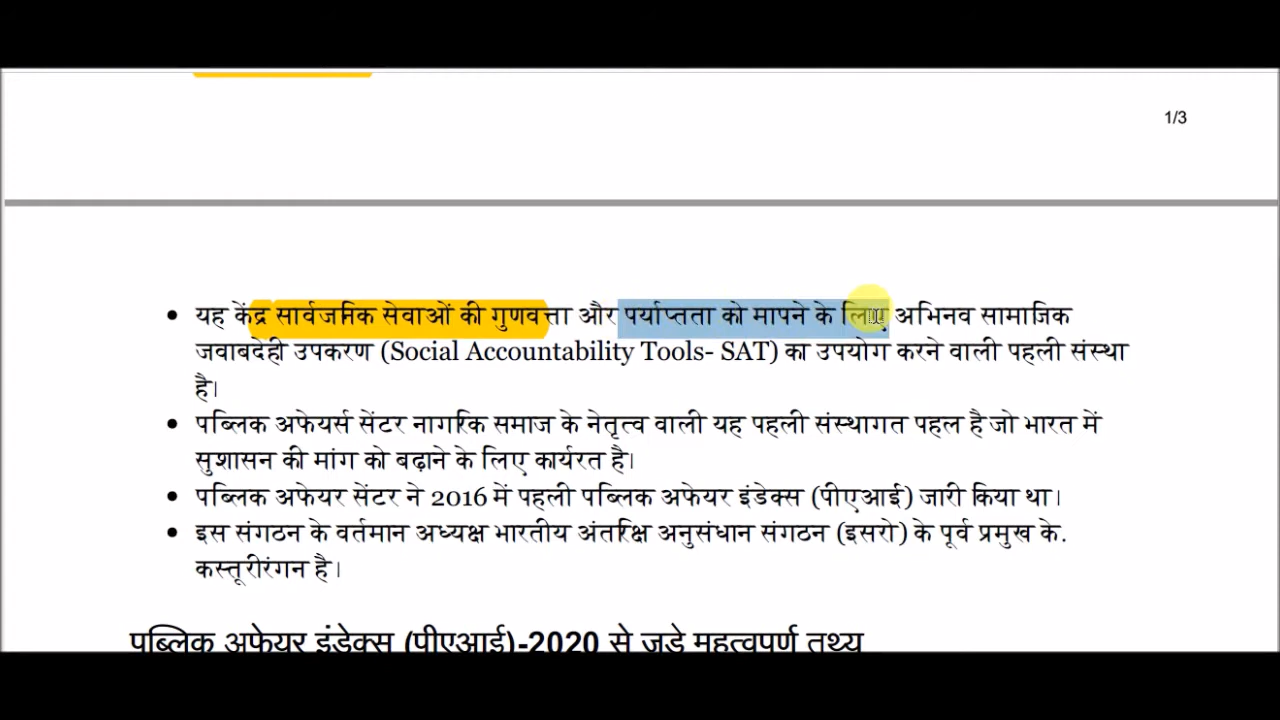 1/3
यह केंद्र सार्वजनिक सेवाओं की गुणवत्ता और पर्याप्तता को मापने के लिए अभिनव सामाजिक
जवाबदेही उपकरण (Social Accountability Tools- SAT) का उपयोग करने वाली पहली संस्था
है।
पब्लिक अफेयर्स सेंटर नागरिक समाज के नेतृत्व वाली यह पहली संस्थागत पहल है जो भारत में
सुशासन की मांग को बढ़ाने के लिए कार्यरत है।
पब्लिक अफेयर सेंटर ने 2016 में पहली पब्लिक अफेयर इंडेक्स (पीएआई) जारी किया था।
इस संगठन के वर्तमान अध्यक्ष भारतीय अंतरिक्ष अनुसंधान संगठन (इसरो) के पूर्व प्रमुख के.
कस्तूरीरंगन है।
पब्लिक अफेयर इंडेक्स (पीएआई)-2020 से जुड़े महत्वपूर्ण तथ्य